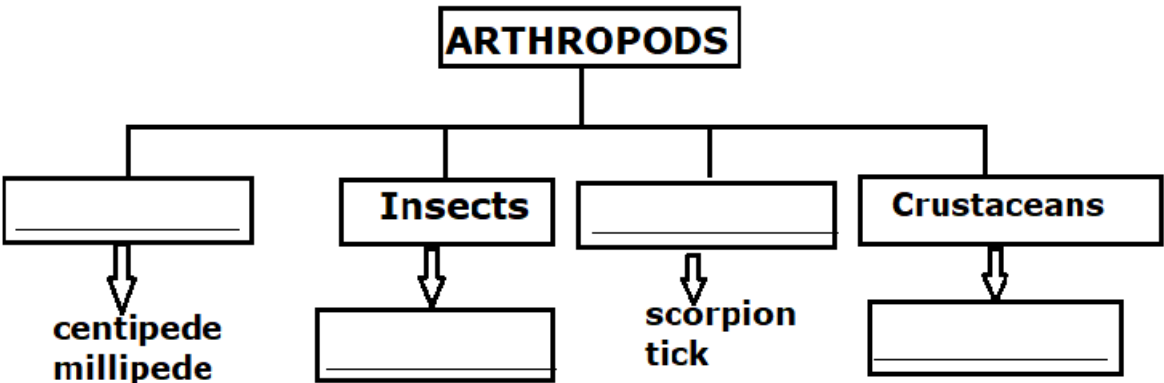 ARTHROPODS
Insects
Crustaceans
centipede
millipede
scorpion
tick